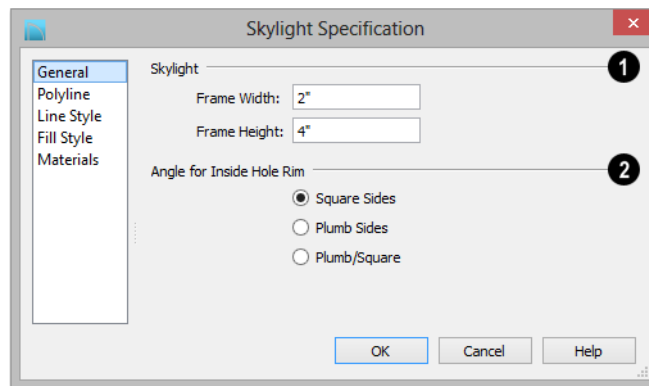 Skylight Specification
×
General
Polyline
Line Style
Fill Style
Materials
Skylight
1
Frame Width: 2"
Frame Height: 4"
Angle for Inside Hole Rim
2
Square Sides
Plumb Sides
Plumb/Square
OK Cancel Help